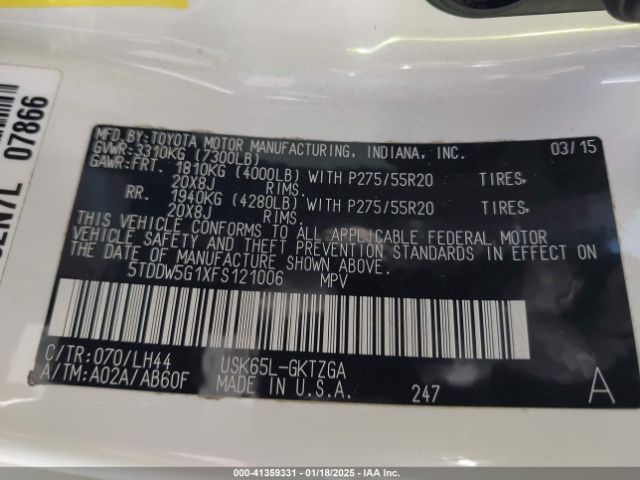 07866
MFD.BY:TOYOTA MOTOR MANUFACTURING, INDIANA, INC. 03/15
GVWR:3310KG (7300LB)
GAWR:FRT. 1810KG (4000LB) WITH P275/55R20 TIRES.
20X8J RIMS.
RR. 1940KG (4280LB) WITH P275/55R20 TIRES.
20X8J RIMS.
THIS VEHICLE CONFORMS TO ALL APPLICABLE FEDERAL MOTOR
VEHICLE SAFETY AND THEFT PREVENTION STANDARDS IN EFFECT ON
THE DATE OF MANUFACTURE SHOWN ABOVE.
5TDDW5G1XFS121006 MPV
C/TR:070/LH44 USK65L-GKTZGA
A/TM:A02A/AB60F MADE IN U.S.A. 247 A
000-41359331 | 01/18/2025 | IAAI.COM